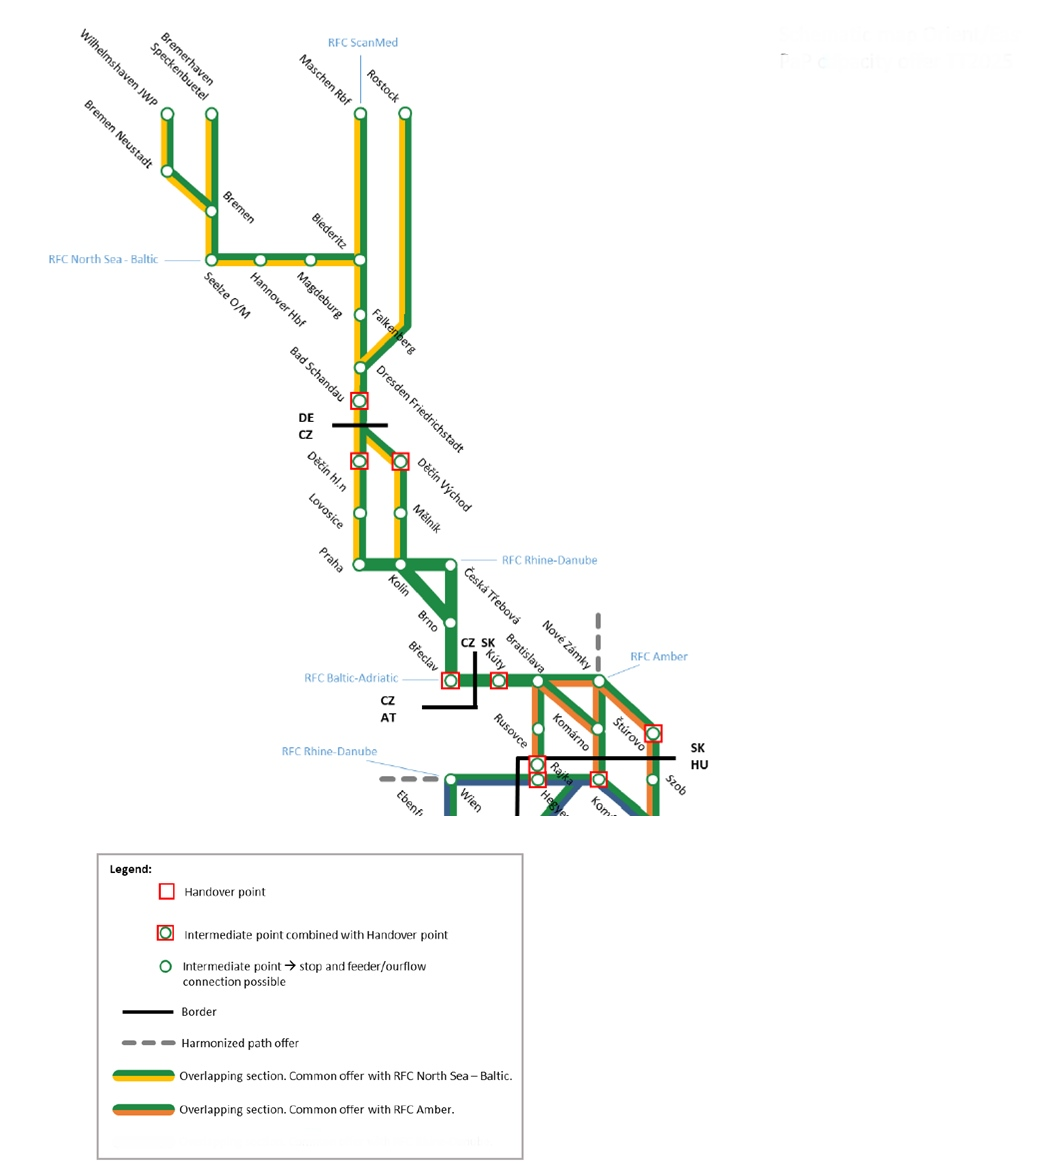 RFC ScanMed
Wilhelmshaven JWP
Bremerhaven
Speckenbuetel
Maschen Rbf
Rostock
Bremen Neustadt
Bremen
Biederitz
RFC North Sea - Baltic
Seelze O/M
Hannover Hbf
Magdeburg
Falkenberg
Bad Schandau
Dresden Friedrichstadt
DE
CZ
Děčín hl.n
Děčín Východ
Lovosice
Mělník
Praha
Kolín
RFC Rhine-Danube
Česká Třebová
Brno
Břeclav
CZ SK
Kúty
Bratislava
Nové Zámky
RFC Amber
RFC Baltic-Adriatic
CZ
AT
Rusovce
Komárno
Štúrovo
SK
HU
RFC Rhine-Danube
Rajka
Szob
Wien
Legend:
Handover point
Intermediate point combined with Handover point
Intermediate point → stop and feeder/ourflow
connection possible
Border
Harmonized path offer
Overlapping section. Common offer with RFC North Sea – Baltic.
Overlapping section. Common offer with RFC Amber.